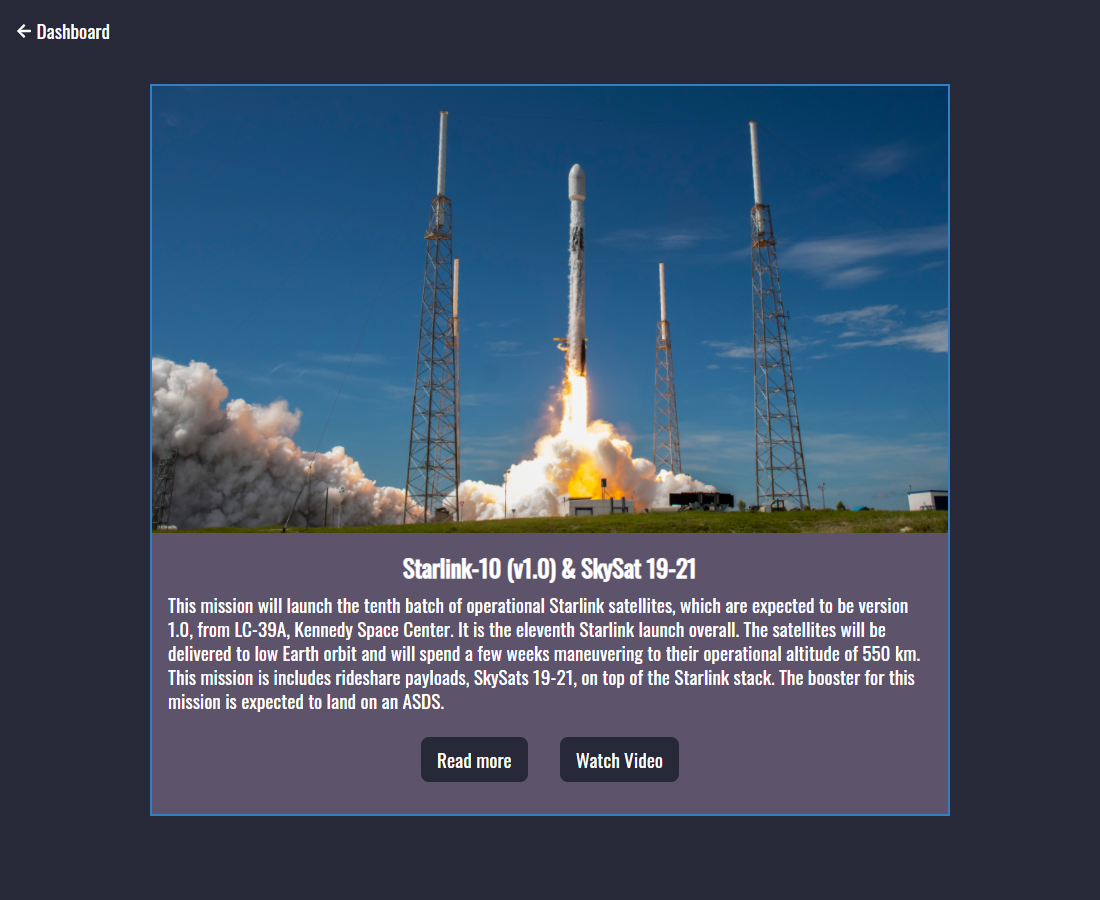 Dashboard
Starlink-10 (v1.0) & SkySat 19-21
This mission will launch the tenth batch of operational Starlink satellites, which are expected to be version
1.0, from LC-39A, Kennedy Space Center. It is the eleventh Starlink launch overall. The satellites will be
delivered to low Earth orbit and will spend a few weeks maneuvering to their operational altitude of 550 km.
This mission is includes rideshare payloads, SkySats 19-21, on top of the Starlink stack. The booster for this
mission is expected to land on an ASDS.
Read more
Watch Video